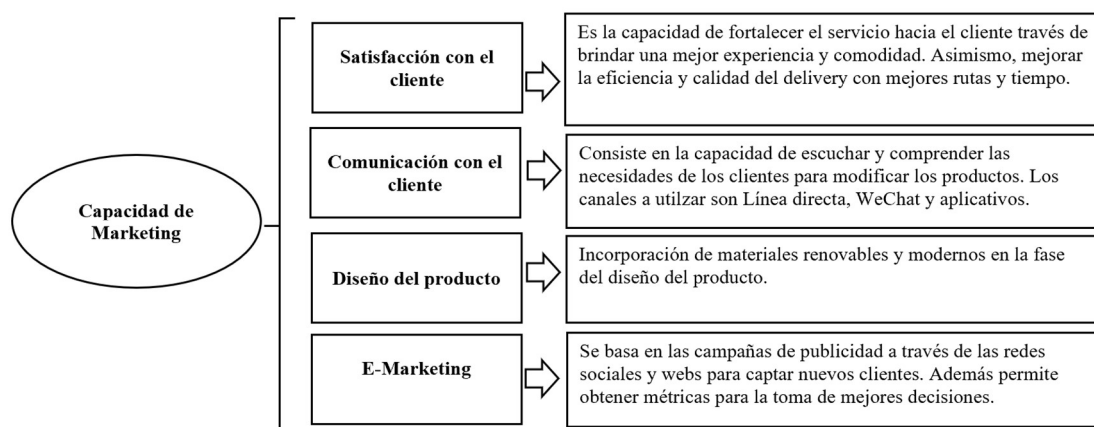 Capacidad de
Marketing
Satisfacción con el
cliente
Es la capacidad de fortalecer el servicio hacia el cliente través de
brindar una mejor experiencia y comodidad. Asimismo, mejorar
la eficiencia y calidad del delivery con mejores rutas y tiempo.
Comunicación con el
cliente
Consiste en la capacidad de escuchar y comprender las
necesidades de los clientes para modificar los productos. Los
canales a utilzar son Línea directa, WeChat y aplicativos.
Diseño del producto
Incorporación de materiales renovables y modernos en la fase
del diseño del producto.
E-Marketing
Se basa en las campañas de publicidad a través de las redes
sociales y webs para captar nuevos clientes. Además permite
obtener métricas para la toma de mejores decisiones.